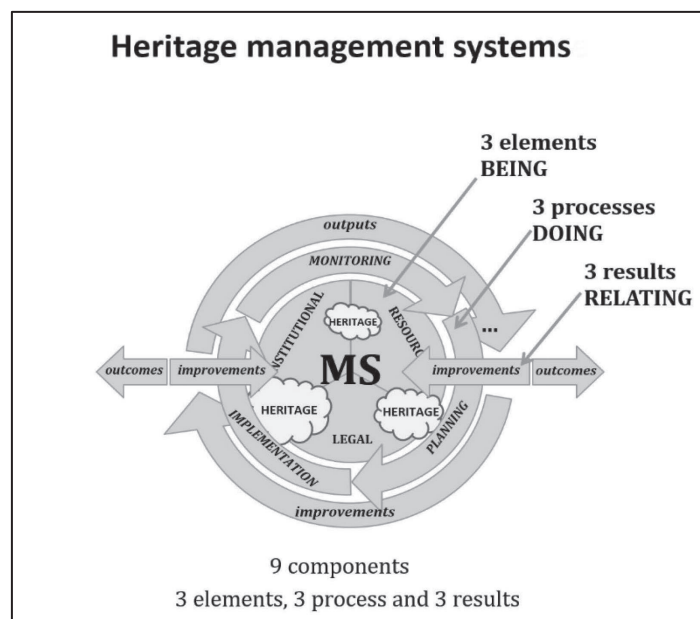 Heritage management systems
3 elements
BEING
3 processes
DOING
3 results
RELATING
outputs
MONITORING
INSTITUTIONAL
RESOURC
HERITAGE
...
MS
outcomes
improvements
improvements
outcomes
HERITAGE
HERITAGE
LEGAL
IMPLEMENTATION
PLANNING
improvements
9 components
3 elements, 3 process and 3 results